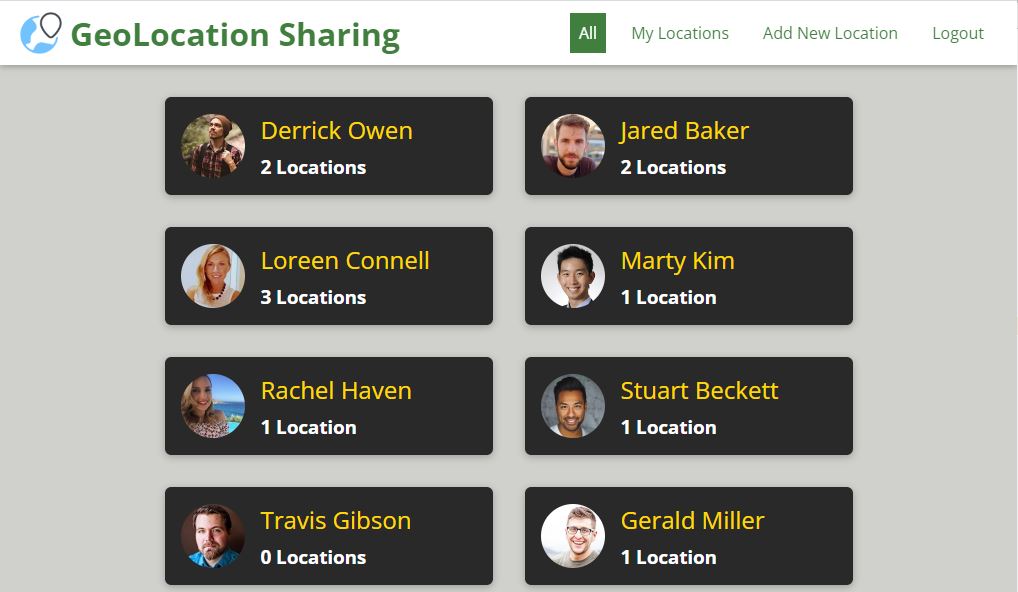 GeoLocation Sharing
All My Locations Add New Location Logout
Derrick Owen
2 Locations
Jared Baker
2 Locations
Loreen Connell
3 Locations
Marty Kim
1 Location
Rachel Haven
1 Location
Stuart Beckett
1 Location
Travis Gibson
0 Locations
Gerald Miller
1 Location